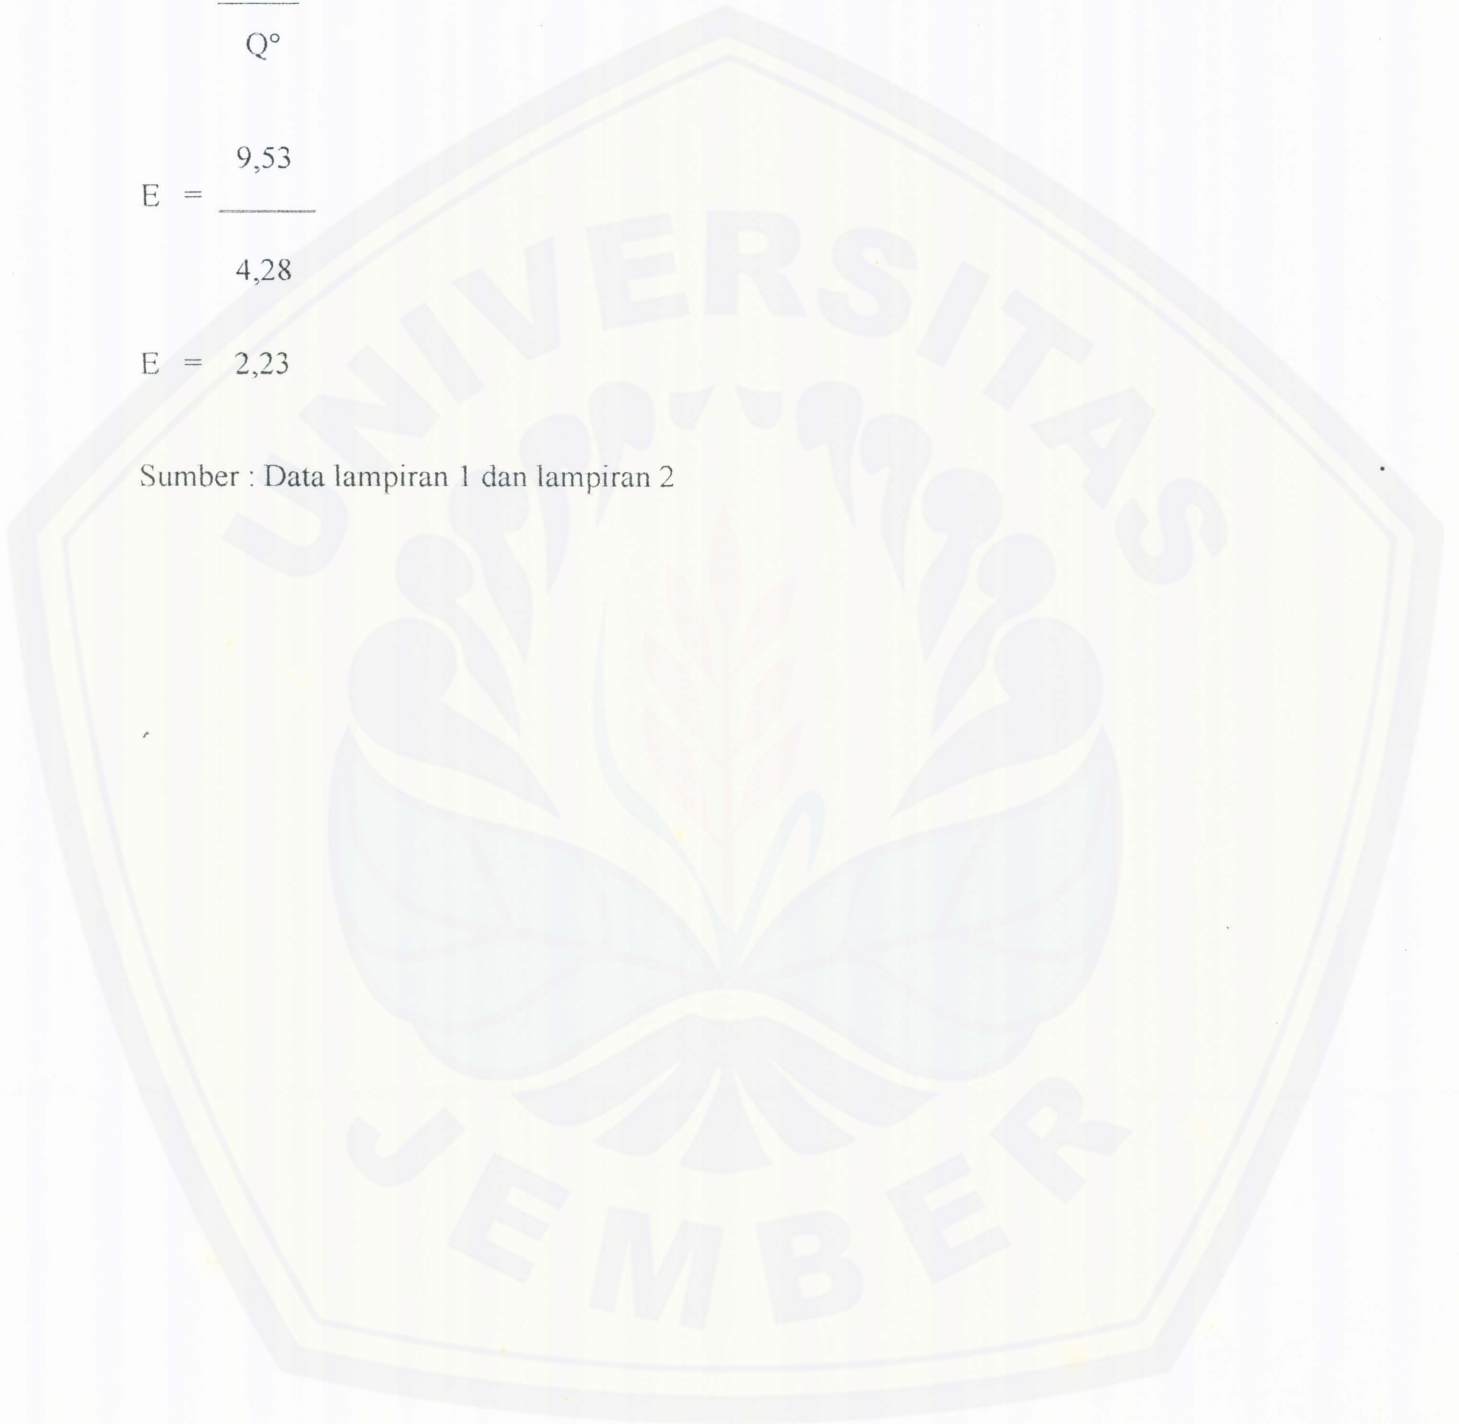 Q°
9,53
E =
4,28
E = 2,23
Sumber : Data lampiran 1 dan lampiran 2
UNIVERSITAS
JEMBER